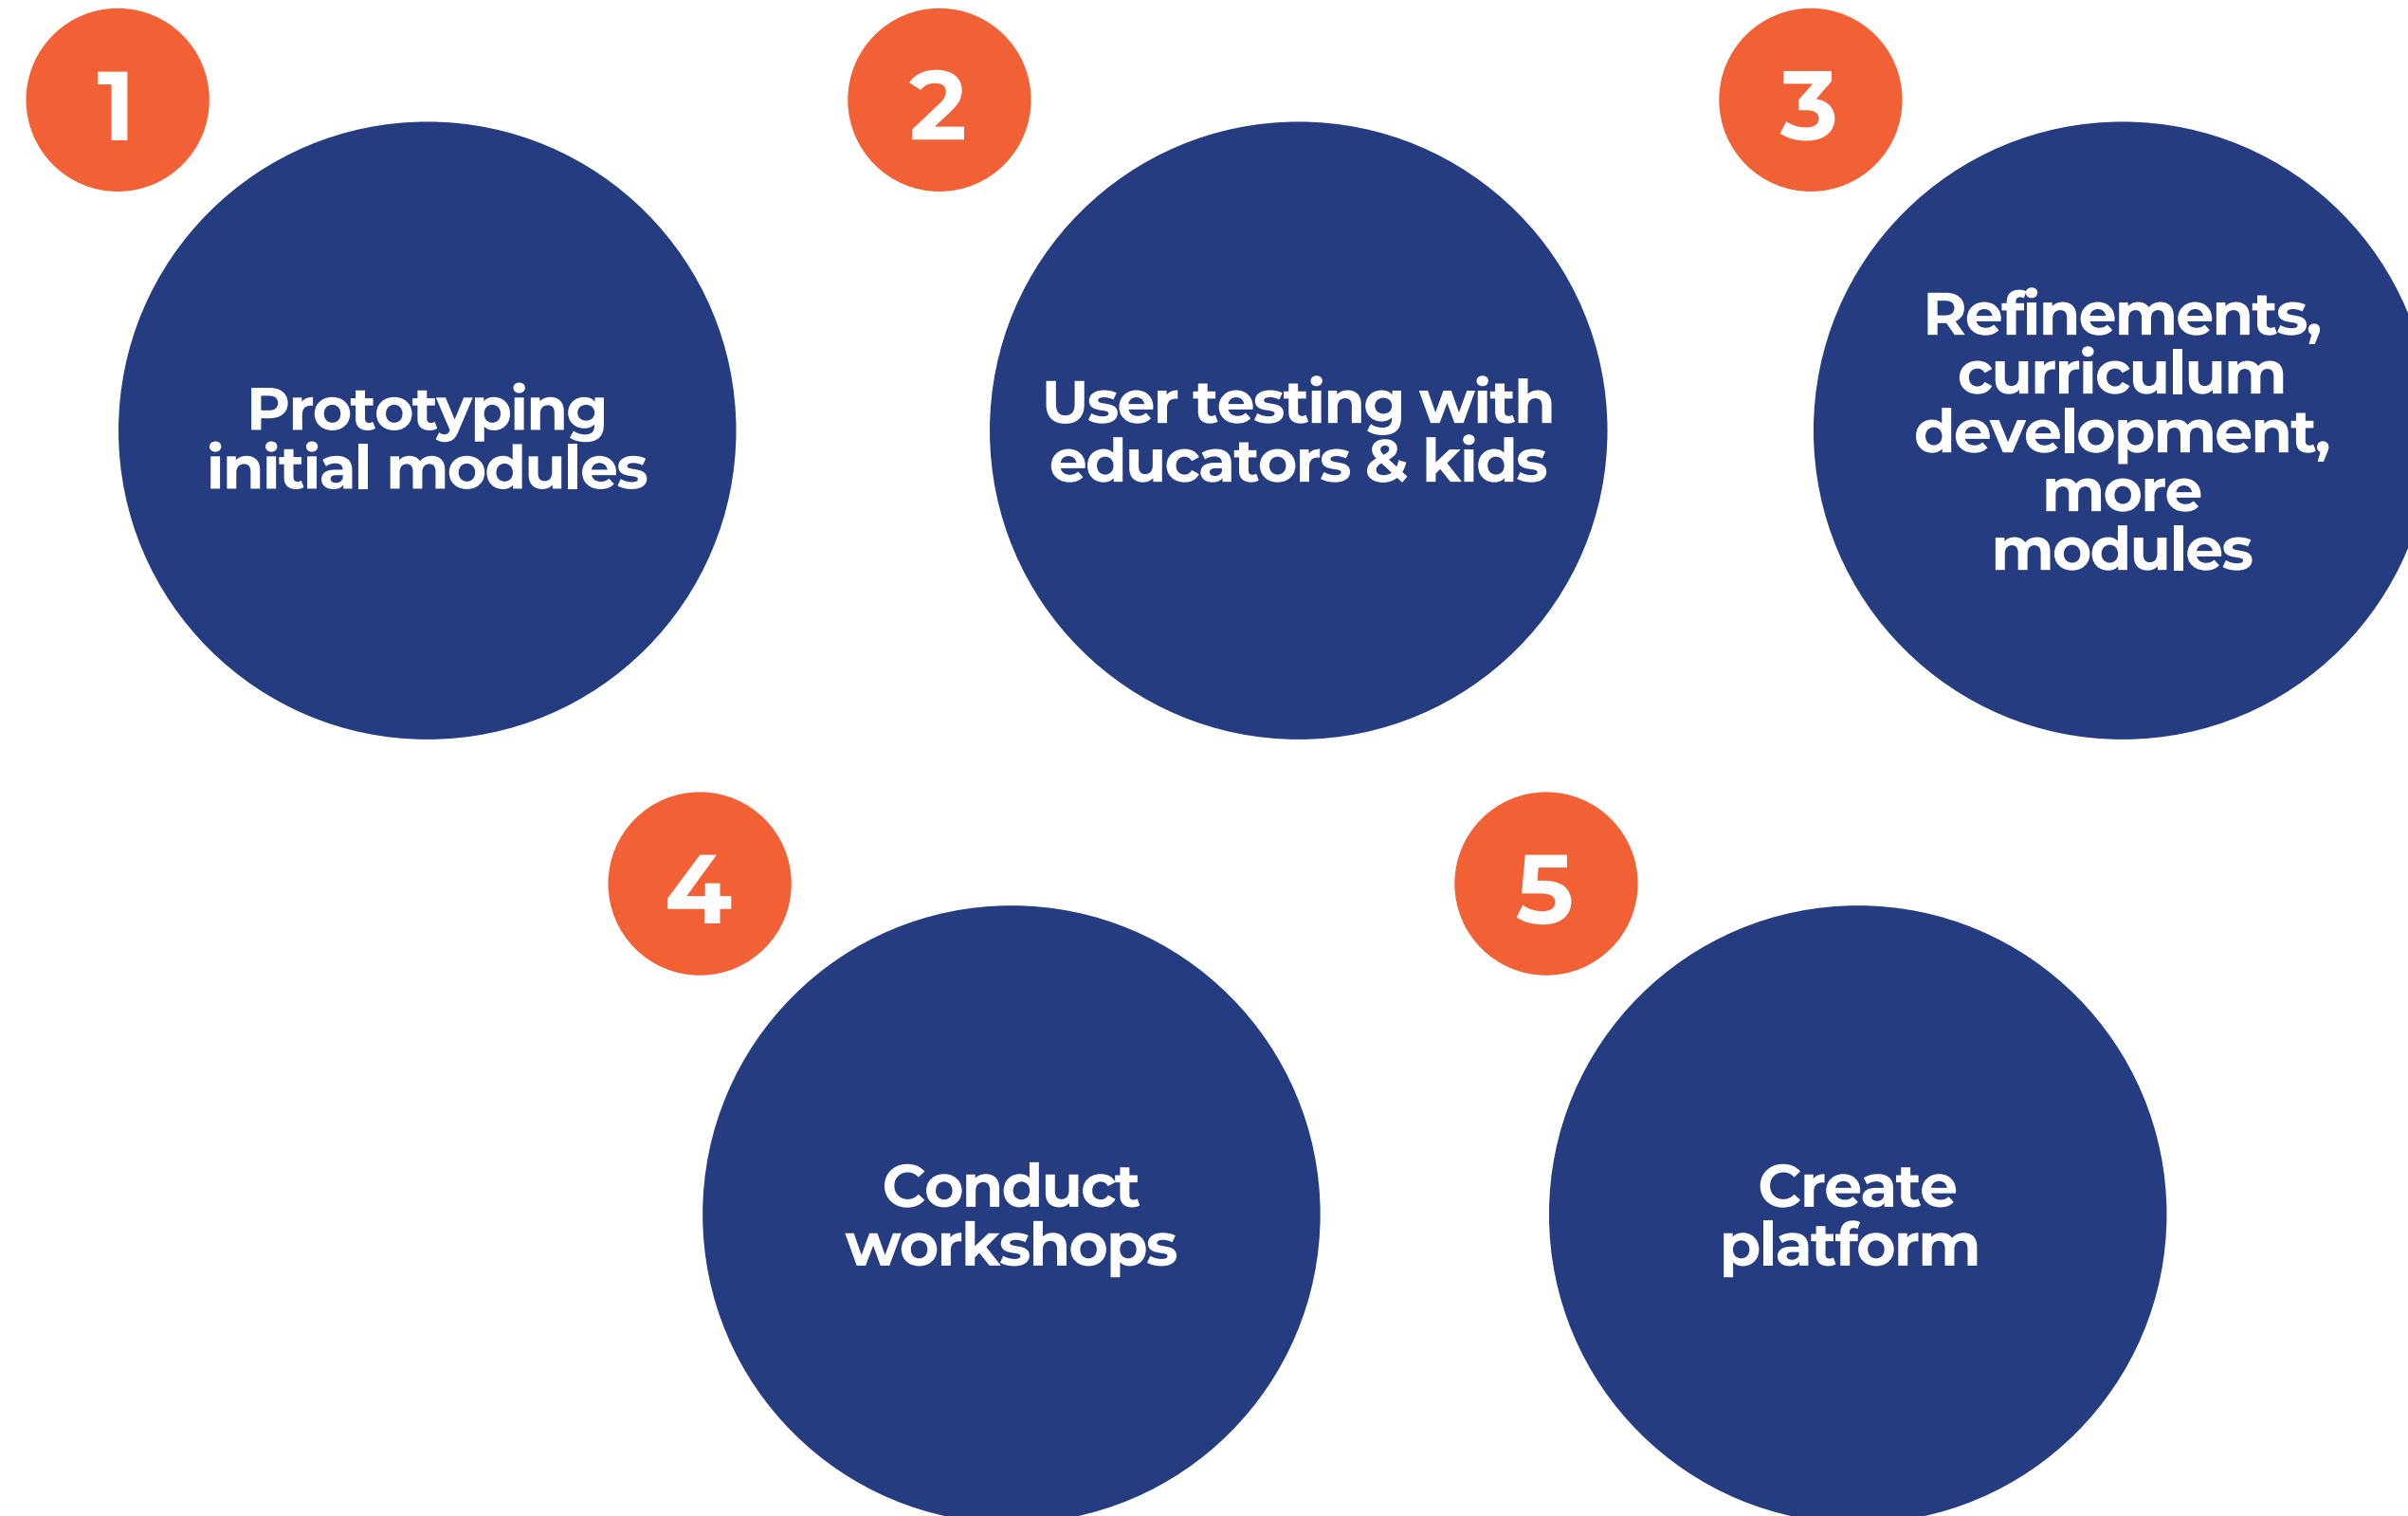 1
Prototyping
initial modules
2
User testing with
educators & kids
3
Refinements,
curriculum
development,
more
modules
4
Conduct
workshops
5
Create
platform